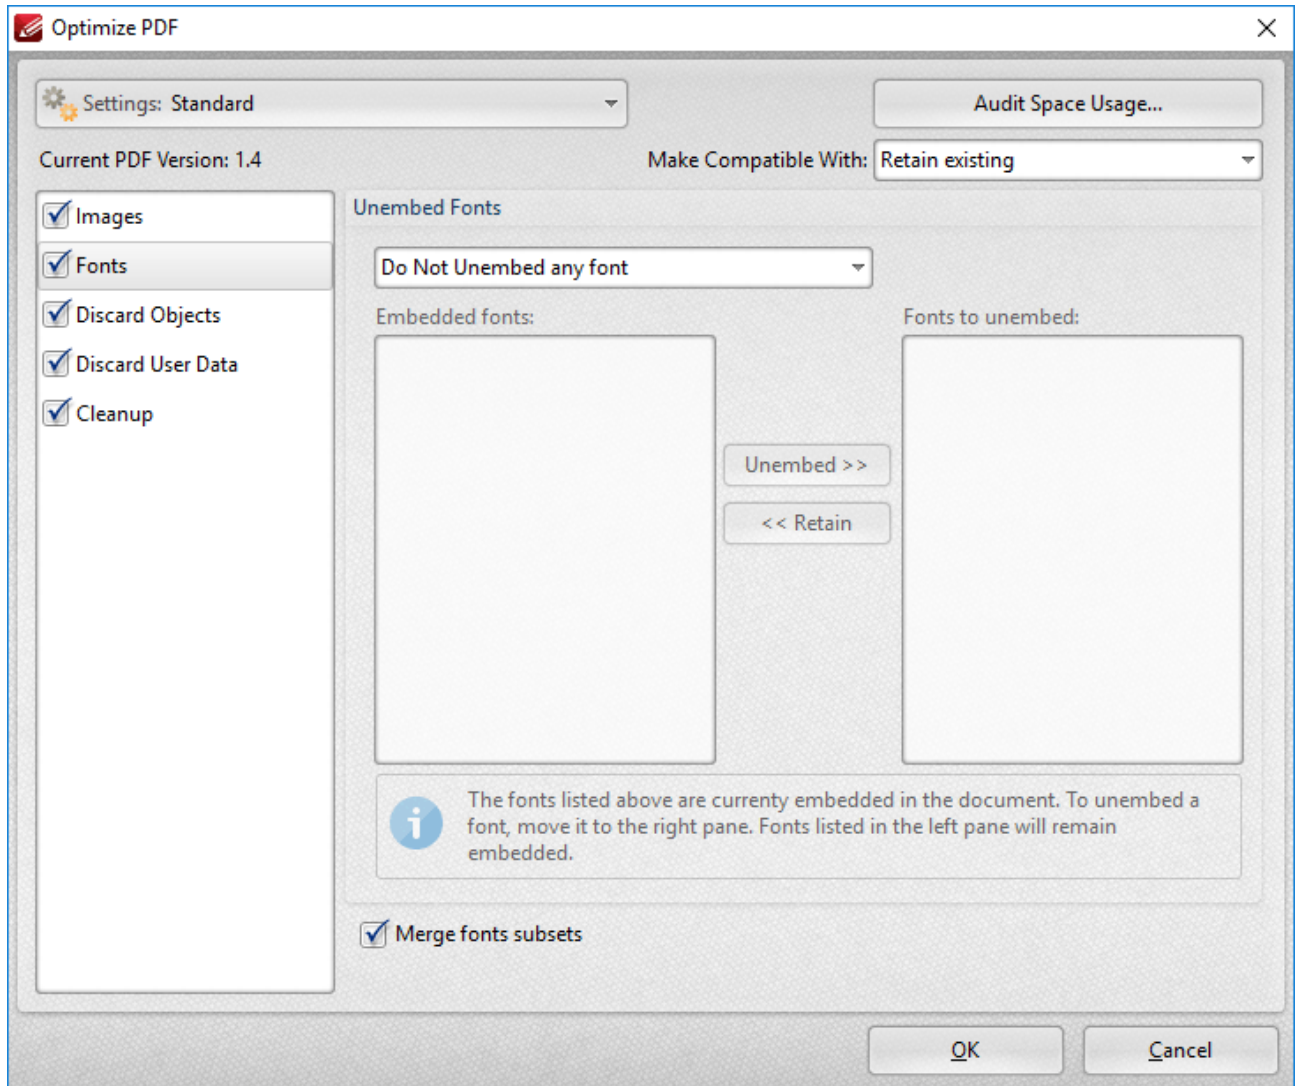 Optimize PDF
Settings: Standard
Audit Space Usage...
Current PDF Version: 1.4
Make Compatible With: Retain existing
Images
Fonts
Discard Objects
Discard User Data
Cleanup
Unembed Fonts
Do Not Unembed any font
Embedded fonts:
Fonts to unembed:
Unembed >>
<< Retain
The fonts listed above are currenty embedded in the document. To unembed a
font, move it to the right pane. Fonts listed in the left pane will remain
embedded.
Merge fonts subsets
OK
Cancel